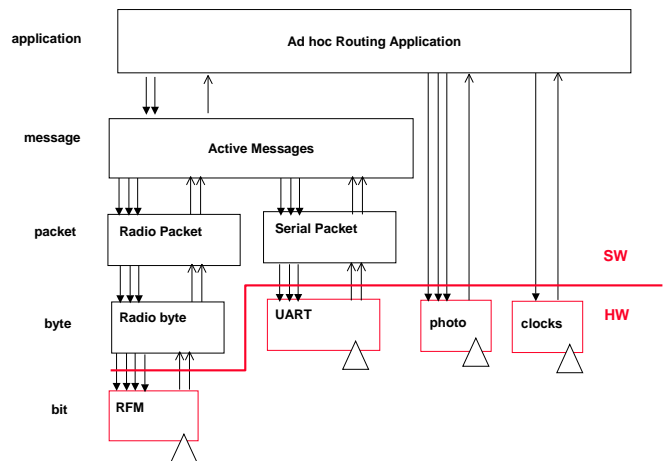 application
Ad hoc Routing Application
message
Active Messages
packet
Radio Packet
Serial Packet
SW
byte
Radio byte
UART
photo
clocks
HW
bit
RFM